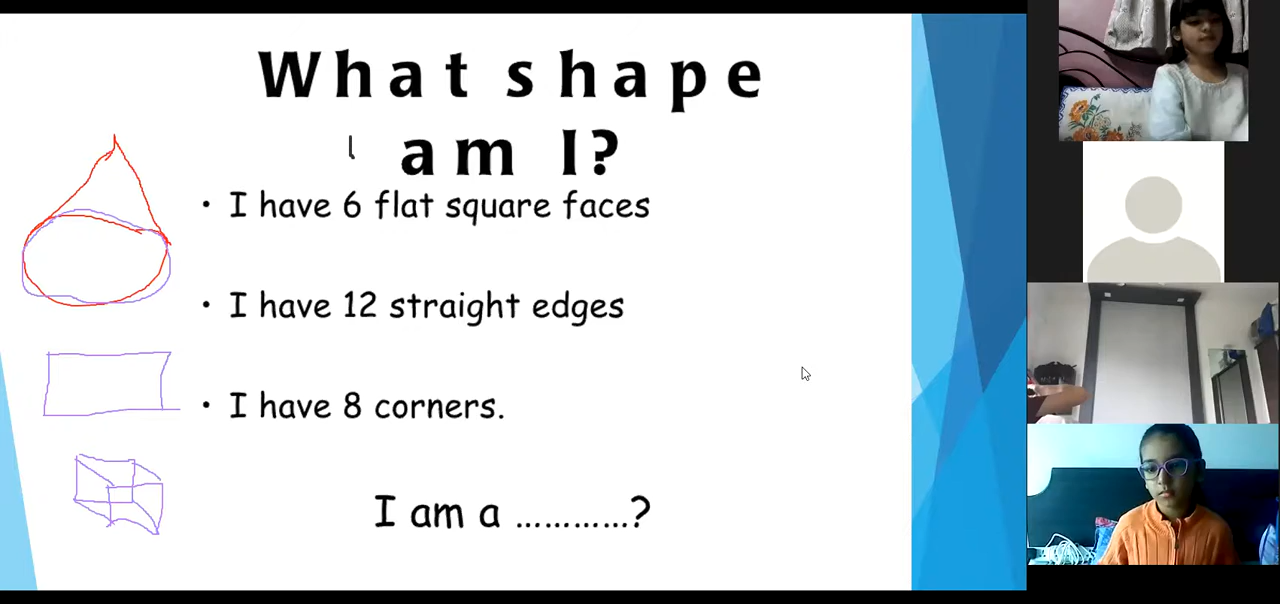 What shape
am I?
• I have 6 flat square faces
• I have 12 straight edges
• I have 8 corners.
I am a ............?